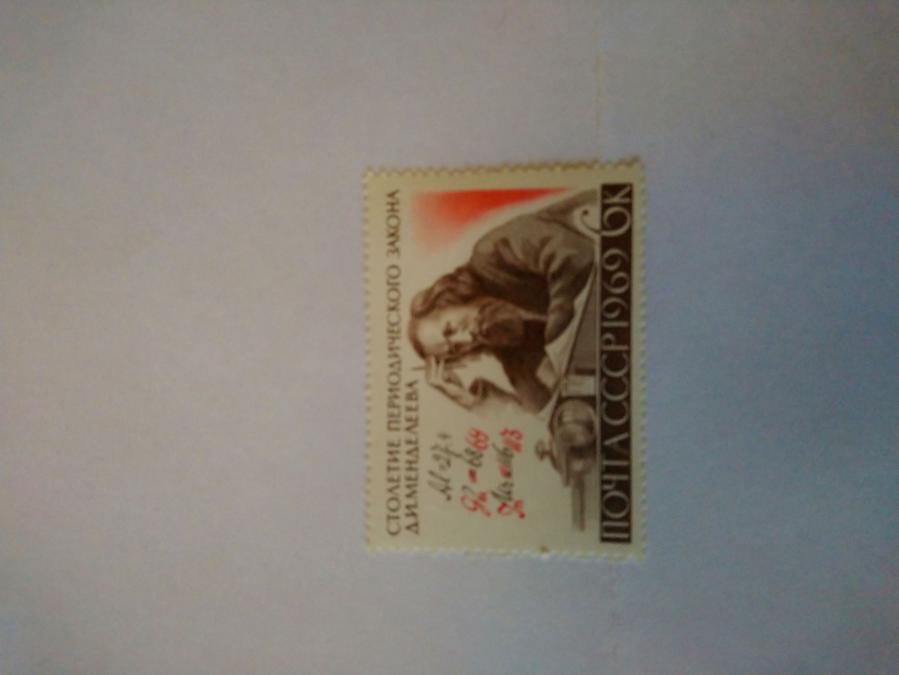 СТОЛЕТИЕ ПЕРИОДИЧЕСКОГО ЗАКОНА
Д.И.МЕНДЕЛЕЕВА
ПОЧТА СССР 1969 6К